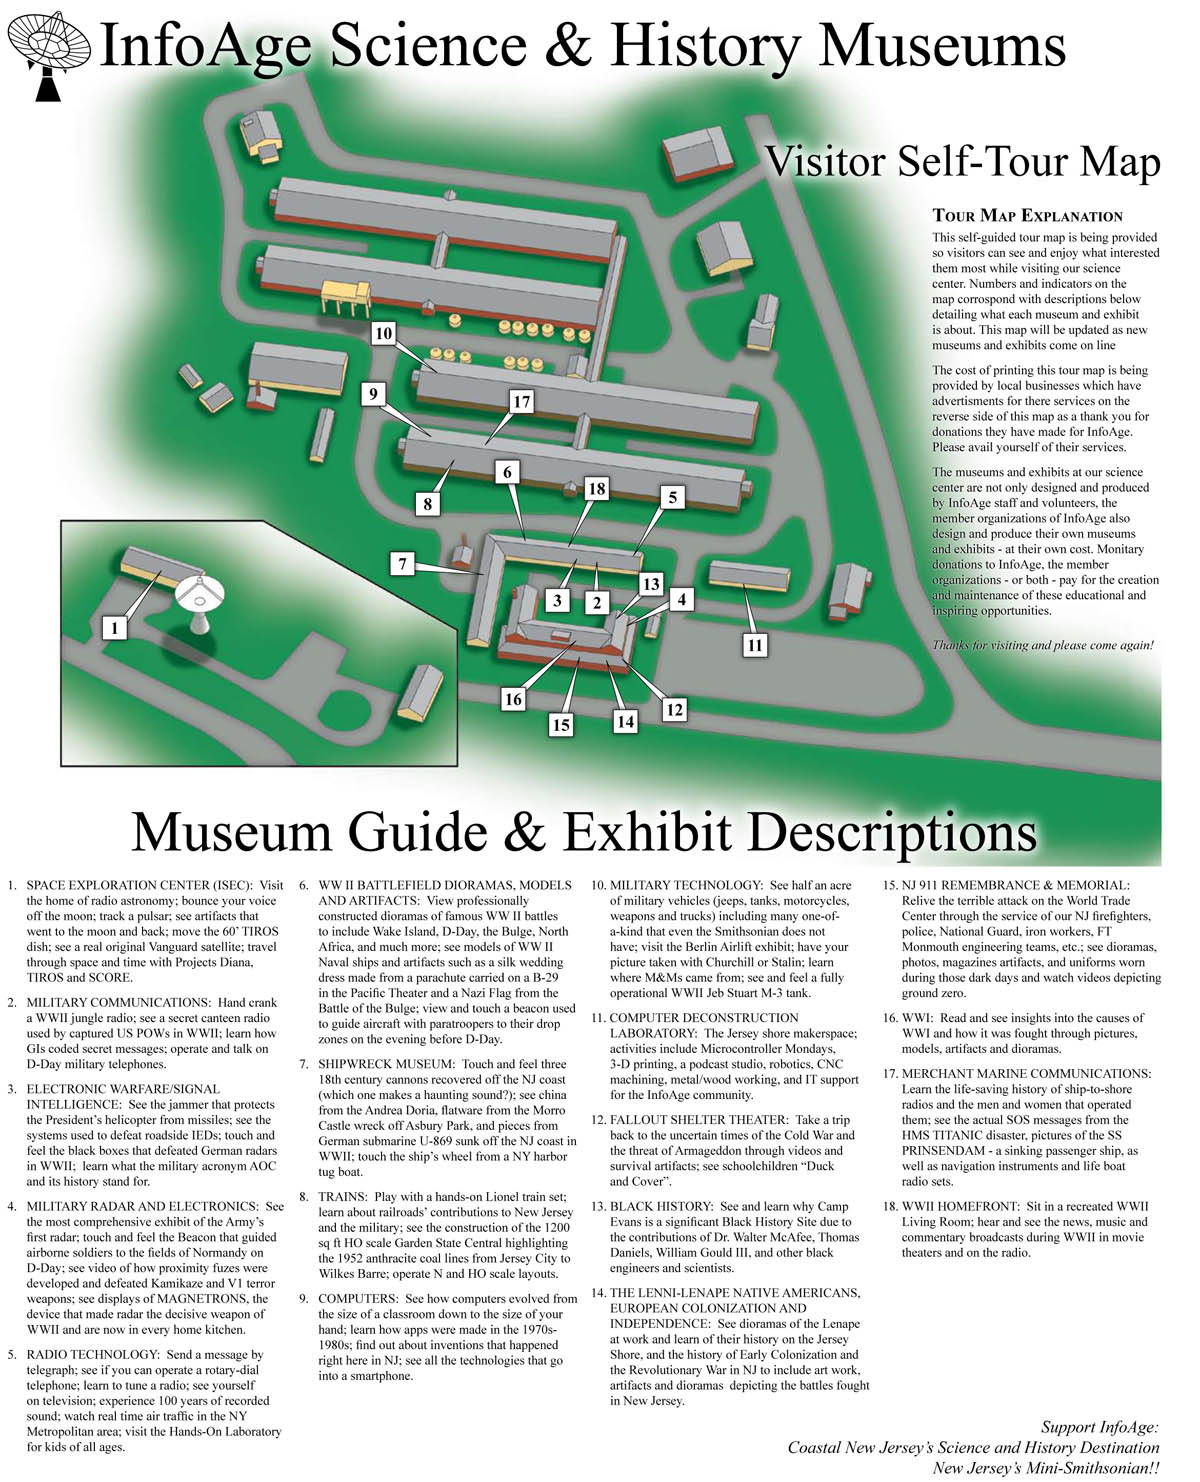 InfoAge Science & History Museums
Visitor Self-Tour Map
TOUR MAP EXPLANATION
This self-guided tour map is being provided
so visitors can see and enjoy what interested
them most while visiting our science
center. Numbers and indicators on the
map corrospond with descriptions below
detailing what each museum and exhibit
is about. This map will be updated as new
museums and exhibits come on line
The cost of printing this tour map is being
provided by local businesses which have
advertisments for there services on the
reverse side of this map as a thank you for
donations they have made for InfoAge.
Please avail yourself of their services.
The museums and exhibits at our science
center are not only designed and produced
by InfoAge staff and volunteers, the
member organizations of InfoAge also
design and produce their own museums
and exhibits - at their own cost. Monitary
donations to InfoAge, the member
organizations - or both - pay for the creation
and maintenance of these educational and
inspiring opportunities.
Thanks for visiting and please come again!
10
9
17
6
8
18
5
7
3
2
13
4
1
11
16
15
14
12
Museum Guide & Exhibit Descriptions
1. SPACE EXPLORATION CENTER (ISEC): Visit
the home of radio astronomy; bounce your voice
off the moon; track a pulsar; see artifacts that
went to the moon and back; move the 60' TIROS
dish; see a real original Vanguard satellite; travel
through space and time with Projects Diana,
TIROS and SCORE.
2. MILITARY COMMUNICATIONS: Hand crank
a WWII jungle radio; see a secret canteen radio
used by captured US POWs in WWII; learn how
GIs coded secret messages; operate and talk on
D-Day military telephones.
3. ELECTRONIC WARFARE/SIGNAL
INTELLIGENCE: See the jammer that protects
the President's helicopter from missiles; see the
systems used to defeat roadside IEDs; touch and
feel the black boxes that defeated German radars
in WWII; learn what the military acronym AOC
and its history stand for.
4. MILITARY RADAR AND ELECTRONICS: See
the most comprehensive exhibit of the Army's
first radar; touch and feel the Beacon that guided
airborne soldiers to the fields of Normandy on
D-Day; see video of how proximity fuzes were
developed and defeated Kamikaze and V1 terror
weapons; see displays of MAGNETRONS, the
device that made radar the decisive weapon of
WWII and are now in every home kitchen.
5. RADIO TECHNOLOGY: Send a message by
telegraph; see if you can operate a rotary-dial
telephone; learn to tune a radio; see yourself
on television; experience 100 years of recorded
sound; watch real time air traffic in the NY
Metropolitan area; visit the Hands-On Laboratory
for kids of all ages.
6. WW II BATTLEFIELD DIORAMAS, MODELS
AND ARTIFACTS: View professionally
constructed dioramas of famous WW II battles
to include Wake Island, D-Day, the Bulge, North
Africa, and much more; see models of WW II
Naval ships and artifacts such as a silk wedding
dress made from a parachute carried on a B-29
in the Pacific Theater and a Nazi Flag from the
Battle of the Bulge; view and touch a beacon used
to guide aircraft with paratroopers to their drop
zones on the evening before D-Day.
7. SHIPWRECK MUSEUM: Touch and feel three
18th century cannons recovered off the NJ coast
(which one makes a haunting sound?); see china
from the Andrea Doria, flatware from the Morro
Castle wreck off Asbury Park, and pieces from
German submarine U-869 sunk off the NJ coast in
WWII; touch the ship's wheel from a NY harbor
tug boat.
8. TRAINS: Play with a hands-on Lionel train set;
learn about railroads' contributions to New Jersey
and the military; see the construction of the 1200
sq ft HO scale Garden State Central highlighting
the 1952 anthracite coal lines from Jersey City to
Wilkes Barre; operate N and HO scale layouts.
9. COMPUTERS: See how computers evolved from
the size of a classroom down to the size of your
hand; learn how apps were made in the 1970s-
1980s; find out about inventions that happened
right here in NJ; see all the technologies that go
into a smartphone.
10. MILITARY TECHNOLOGY: See half an acre
of military vehicles (jeeps, tanks, motorcycles,
weapons and trucks) including many one-of-
a-kind that even the Smithsonian does not
have; visit the Berlin Airlift exhibit; have your
picture taken with Churchill or Stalin; learn
where M&Ms came from; see and feel a fully
operational WWII Jeb Stuart M-3 tank.
11. COMPUTER DECONSTRUCTION
LABORATORY: The Jersey shore makerspace;
activities include Microcontroller Mondays,
3-D printing, a podcast studio, robotics, CNC
machining, metal/wood working, and IT support
for the InfoAge community.
12. FALLOUT SHELTER THEATER: Take a trip
back to the uncertain times of the Cold War and
the threat of Armageddon through videos and
survival artifacts; see schoolchildren "Duck
and Cover".
13. BLACK HISTORY: See and learn why Camp
Evans is a significant Black History Site due to
the contributions of Dr. Walter McAfee, Thomas
Daniels, William Gould III, and other black
engineers and scientists.
14. THE LENNI-LENAPE NATIVE AMERICANS,
EUROPEAN COLONIZATION AND
INDEPENDENCE: See dioramas of the Lenape
at work and learn of their history on the Jersey
Shore, and the history of Early Colonization and
the Revolutionary War in NJ to include art work,
artifacts and dioramas depicting the battles fought
in New Jersey.
15. NJ 911 REMEMBRANCE & MEMORIAL:
Relive the terrible attack on the World Trade
Center through the service of our NJ firefighters,
police, National Guard, iron workers, FT
Monmouth engineering teams, etc.; see dioramas,
photos, magazines artifacts, and uniforms worn
during those dark days and watch videos depicting
ground zero.
16. WWI: Read and see insights into the causes of
WWI and how it was fought through pictures,
models, artifacts and dioramas.
17. MERCHANT MARINE COMMUNICATIONS:
Learn the life-saving history of ship-to-shore
radios and the men and women that operated
them; see the actual SOS messages from the
HMS TITANIC disaster, pictures of the SS
PRINSENDAM - a sinking passenger ship, as
well as navigation instruments and life boat
radio sets.
18. WWII HOMEFRONT: Sit in a recreated WWII
Living Room; hear and see the news, music and
commentary broadcasts during WWII in movie
theaters and on the radio.
Support InfoAge:
Coastal New Jersey's Science and History Destination
New Jersey's Mini-Smithsonian!!